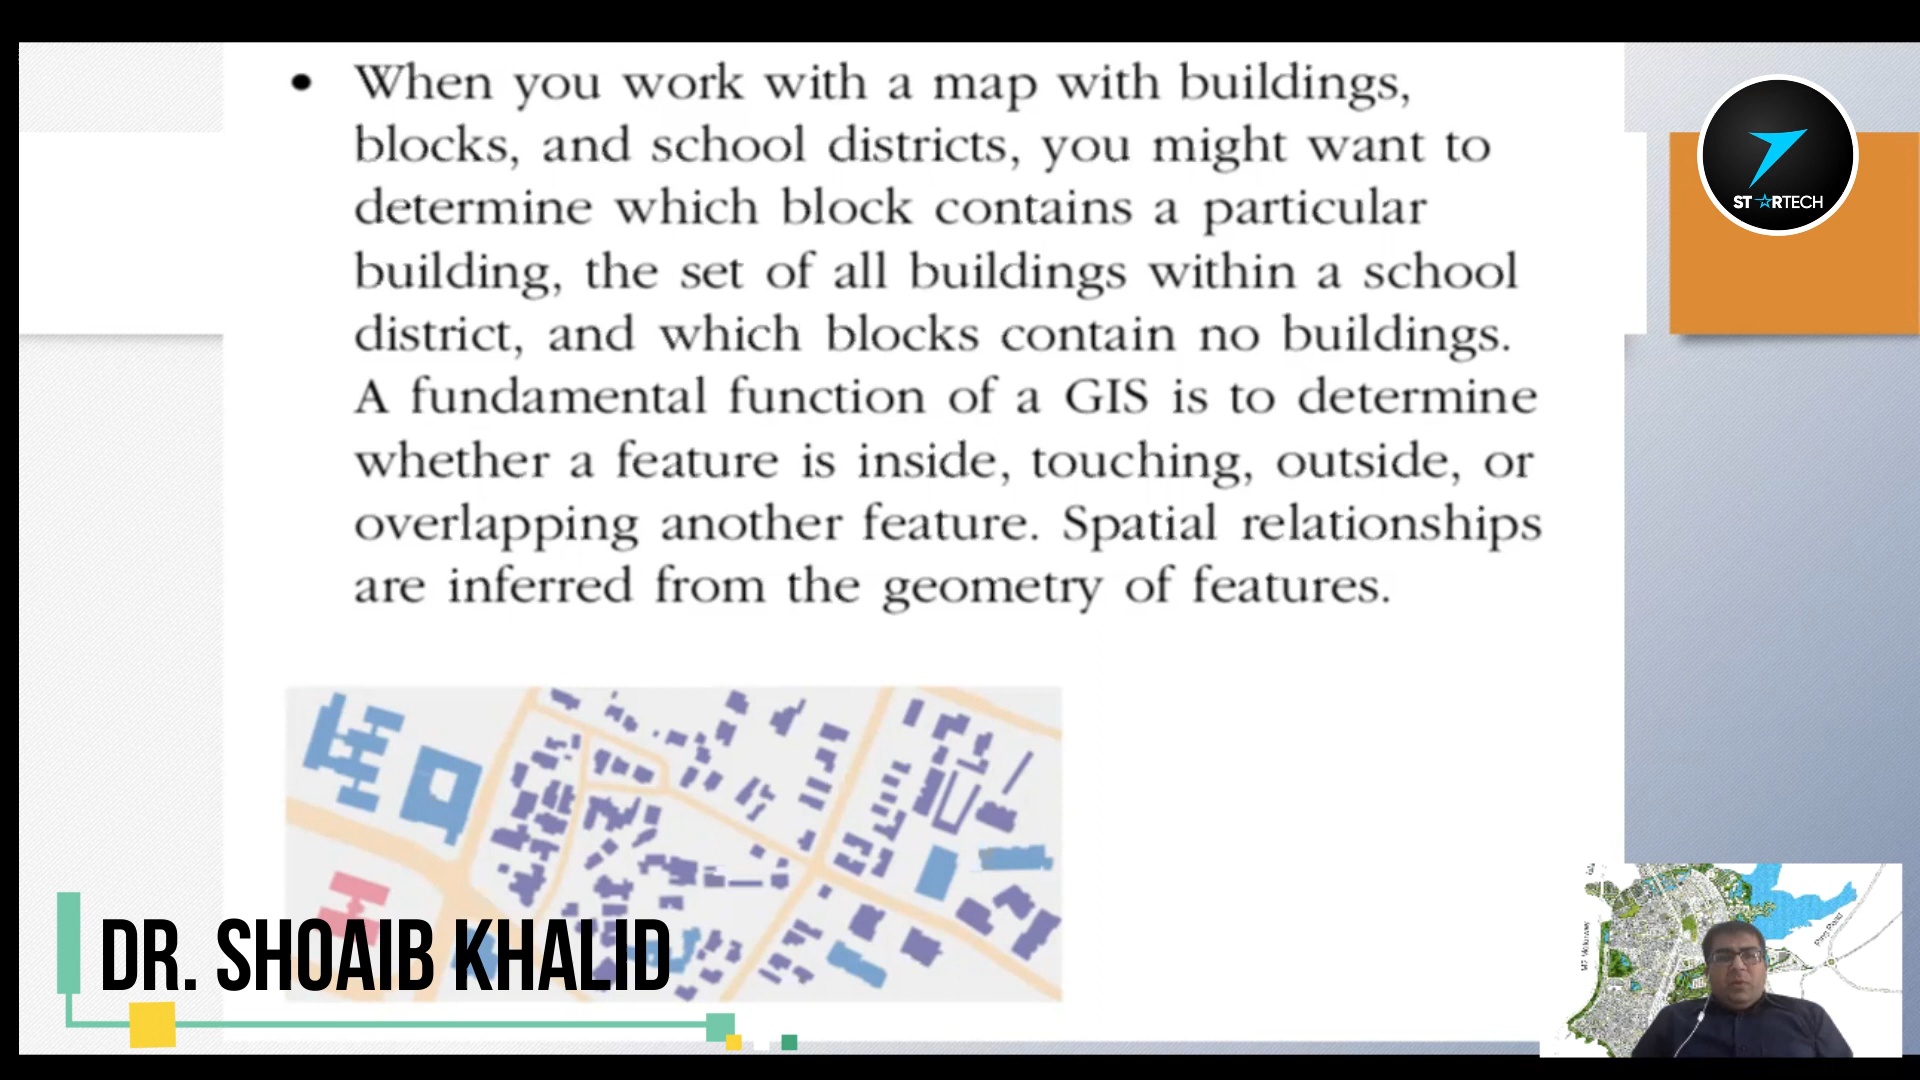 • When you work with a map with buildings,
blocks, and school districts, you might want to
determine which block contains a particular
building, the set of all buildings within a school
district, and which blocks contain no buildings.
A fundamental function of a GIS is to determine
whether a feature is inside, touching, outside, or
overlapping another feature. Spatial relationships
are inferred from the geometry of features.
ST☆RTECH
DR. SHOAIB KHALID
Ring Road